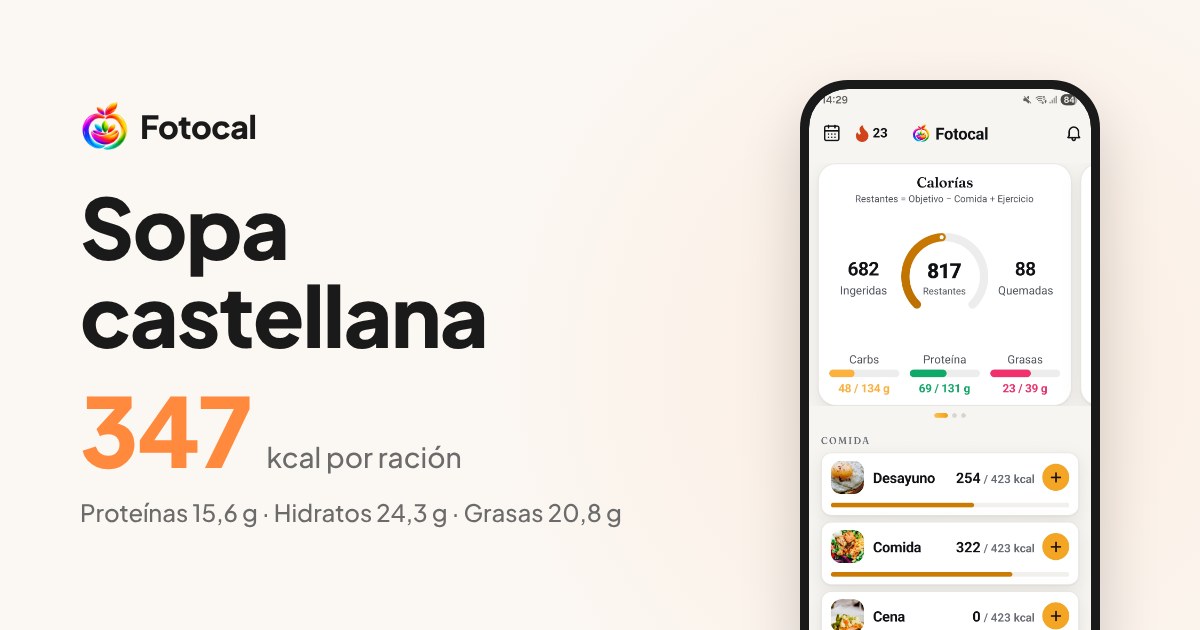 Fotocal
Sopa
castellana
347 kcal por ración
Proteínas 15,6 g · Hidratos 24,3 g · Grasas 20,8 g
14:29
84
23
Fotocal
Calorías
Restantes = Objetivo − Comida + Ejercicio
682
Ingeridas
817
Restantes
88
Quemadas
Carbs
Proteína
Grasas
48 / 134 g
69 / 131 g
23 / 39 g
COMIDA
Desayuno 254 / 423 kcal
Comida 322 / 423 kcal
Cena 0 / 423 kcal